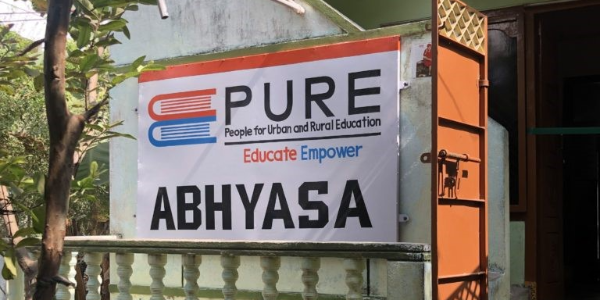 PURE
People for Urban and Rural Education
Educate Empower
ABHYASA